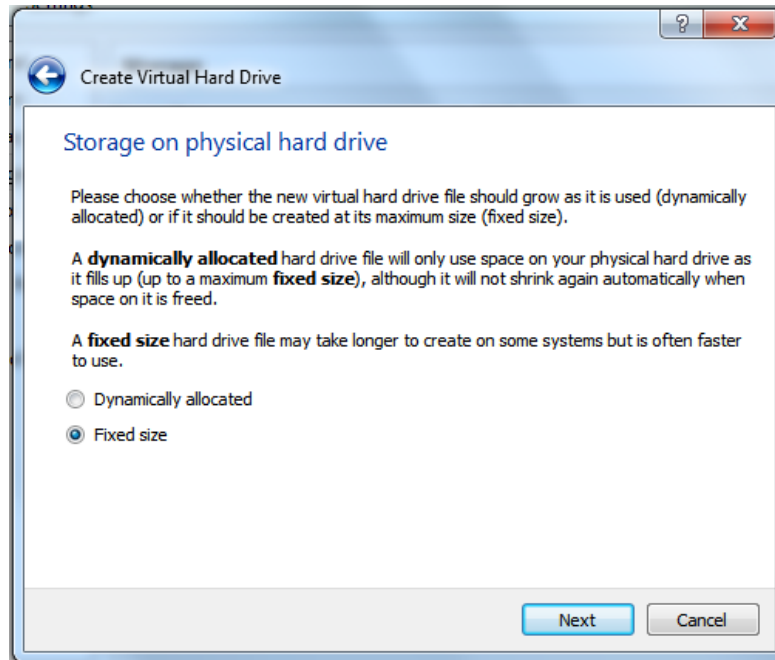 Create Virtual Hard Drive
Storage on physical hard drive
Please choose whether the new virtual hard drive file should grow as it is used (dynamically
allocated) or if it should be created at its maximum size (fixed size).
A dynamically allocated hard drive file will only use space on your physical hard drive as
it fills up (up to a maximum fixed size), although it will not shrink again automatically when
space on it is freed.
A fixed size hard drive file may take longer to create on some systems but is often faster
to use.
Dynamically allocated
Fixed size
Next Cancel